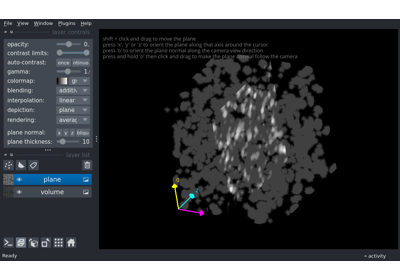 File View Window Plugins Help
layer controls
opacity: 0.
contrast limits:
auto-contrast: once
gamma: 1.
colormap: gr
blending: additiv
interpolation: linear
depiction: plane
rendering: averag
plane normal: x y z
plane thickness: 10
layer list
plane
volume
Ready
activity
shift + click and drag to move the plane
press 'x', 'y' or 'z' to orient the plane along that axis around the cursor
press 'o' to orient the plane normal along the camera view direction
press and hold 'o' then click and drag to make the plane normal follow the camera